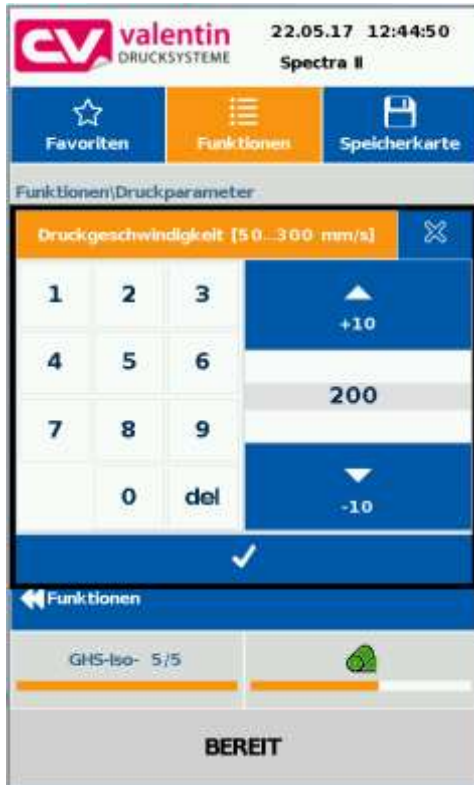 CV valentin
DRUCKSYSTEME
22.05.17 12:44:50
Spectra II
Favoriten
Funktionen
Speicherkarte
Funktionen\Druckparameter
Druckgeschwindigkeit [50...300 mm/s]
1 2 3
4 5 6
7 8 9
0 del
+10
200
-10
Funktionen
GHS-Iso- 5/5
BEREIT